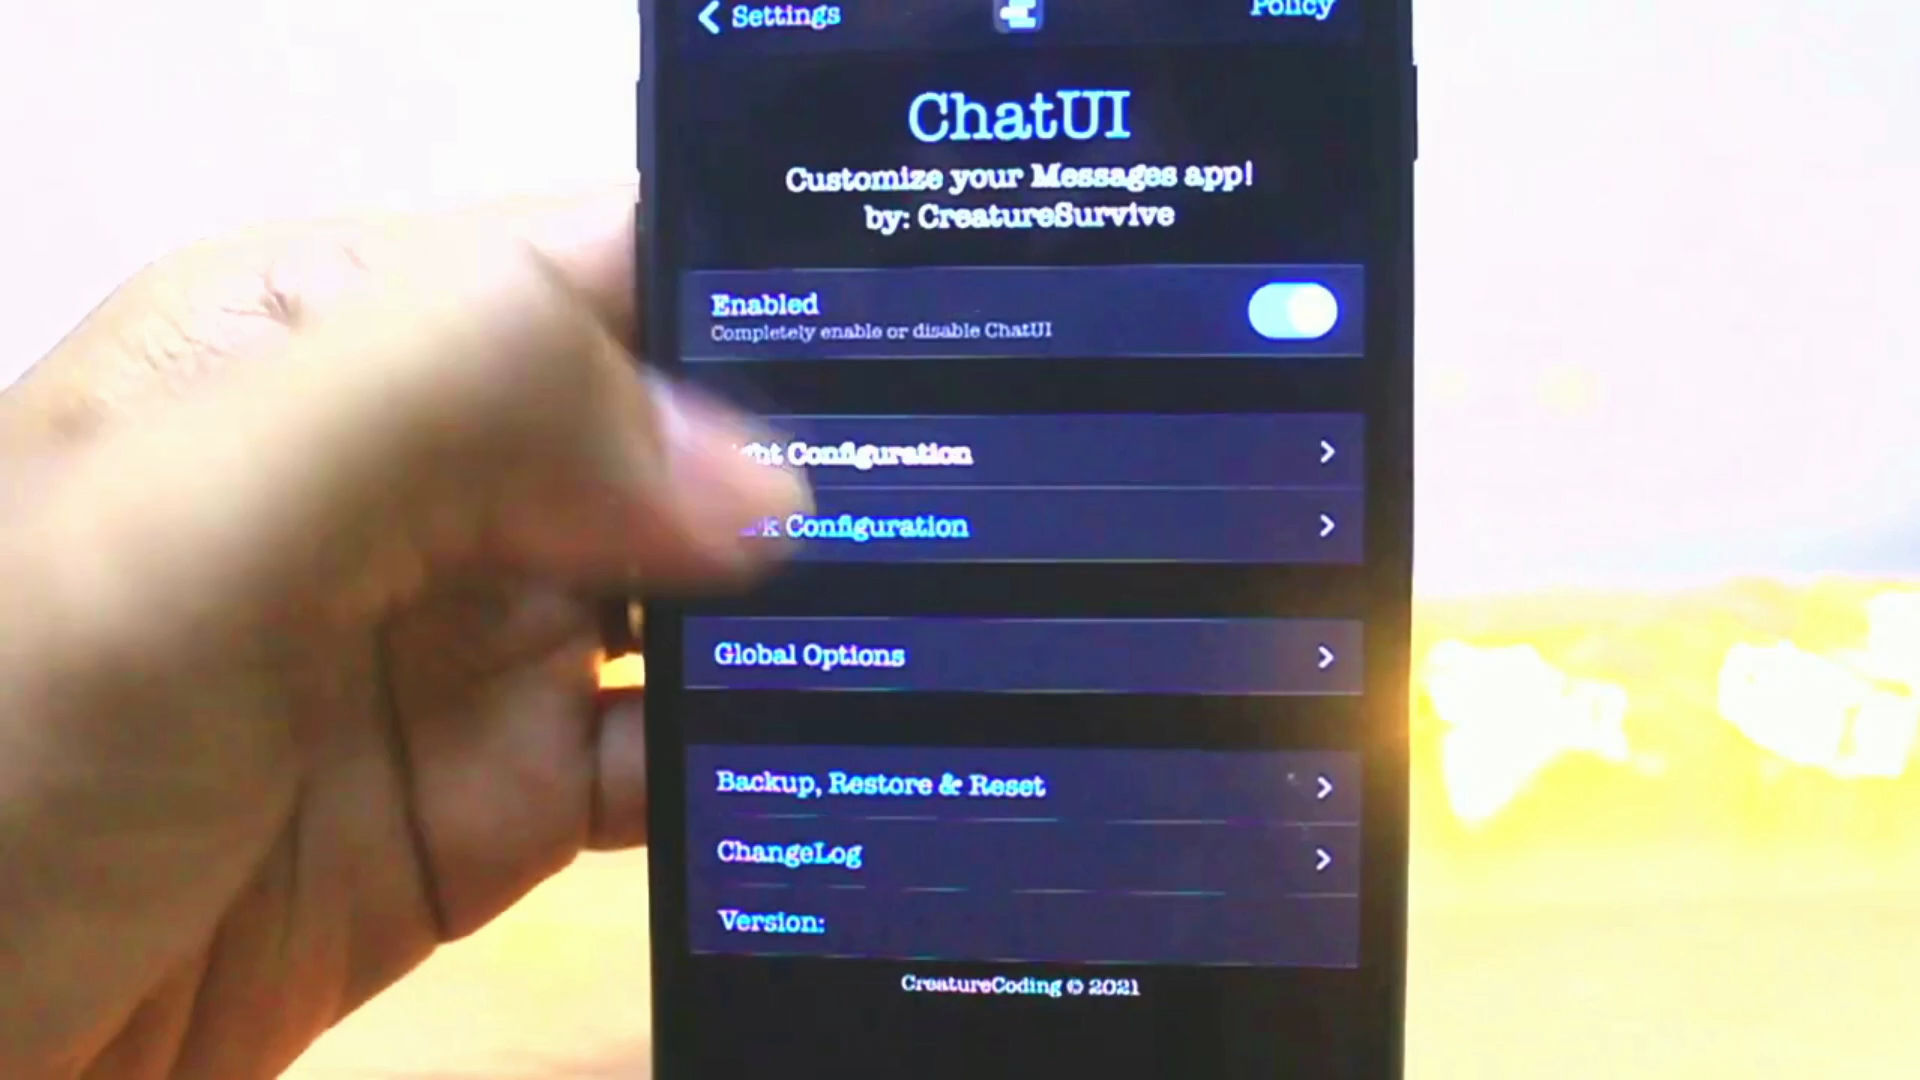 Settings
Policy
ChatUI
Customize your Messages app!
by: CreatureSurvive
Enabled
Completely enable or disable ChatUI
Configuration
Configuration
Global Options
Backup, Restore & Reset
ChangeLog
Version:
CreatureCoding © 2021